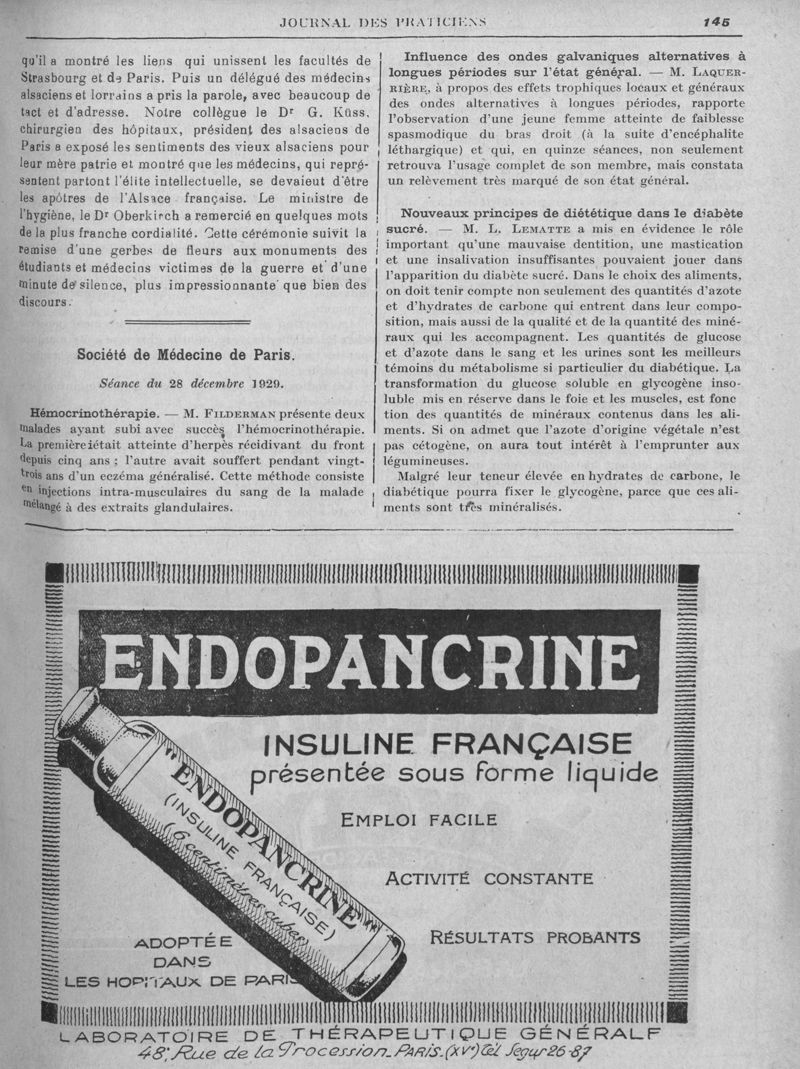 JOURNAL DES PRATICIENS
145
qu'il a montré les liens qui unissent les facultés de
Strasbourg et de Paris. Puis un délégué des médecins
alsaciens et lorrains a pris la parole, avec beaucoup de
tact et d'adresse. Notre collègue le Dr G. Küss,
chirurgien des hôpitaux, président des alsaciens de
Paris a exposé les sentiments des vieux alsaciens pour
leur mère patrie et montré que les médecins, qui repré-
sentent partout l'élite intellectuelle, se devaient d'être
les apôtres de l'Alsace française. Le ministre de
l'hygiène, le Dr Oberkirch a remercié en quelques mots
de la plus franche cordialité. Cette cérémonie suivit la
remise d'une gerbes de fleurs aux monuments des
étudiants et médecins victimes de la guerre et d'une
minute de silence, plus impressionnante que bien des
discours.
Société de Médecine de Paris.
Séance du 28 décembre 1929.
Hémocrinothérapie. — M. FILDERMAN présente deux
malades ayant subi avec succès l'hémocrinothérapie.
La première était atteinte d'herpès récidivant du front
depuis cinq ans ; l'autre avait souffert pendant vingt-
trois ans d'un eczéma généralisé. Cette méthode consiste
en injections intra-musculaires du sang de la malade
mélangé à des extraits glandulaires.
Influence des ondes galvaniques alternatives à
longues périodes sur l'état général. — M. LAQUER-
RIÈRE, à propos des effets trophiques locaux et généraux
des ondes alternatives à longues périodes, rapporte
l'observation d'une jeune femme atteinte de faiblesse
spasmodique du bras droit (à la suite d'encéphalite
léthargique) et qui, en quinze séances, non seulement
retrouva l'usage complet de son membre, mais constata
un relèvement très marqué de son état général.
Nouveaux principes de diététique dans le diabète
sucré. — M. L. LEMATTE a mis en évidence le rôle
important qu'une mauvaise dentition, une mastication
et une insalivation insuffisantes pouvaient jouer dans
l'apparition du diabète sucré. Dans le choix des aliments,
on doit tenir compte non seulement des quantités d'azote
et d'hydrates de carbone qui entrent dans leur compo-
sition, mais aussi de la qualité et de la quantité des miné-
raux qui les accompagnent. Les quantités de glucose
et d'azote dans le sang et les urines sont les meilleurs
témoins du métabolisme si particulier du diabétique. La
transformation du glucose soluble en glycogène inso-
luble mis en réserve dans le foie et les muscles, est fonc
tion des quantités de minéraux contenus dans les ali-
ments. Si on admet que l'azote d'origine végétale n'est
pas cétogène, on aura tout intérêt à l'emprunter aux
légumineuses.
Malgré leur teneur élevée en hydrates de carbone, le
diabétique pourra fixer le glycogène, parce que ces ali-
ments sont très minéralisés.
ENDOPANCRINE
INSULINE FRANÇAISE
présentée sous forme liquide
EMPLOI FACILE
ACTIVITÉ CONSTANTE
RÉSULTATS PROBANTS
"ENDOPANCRINE"
(INSULINE FRANÇAISE)
(6 centimètres cubes)
ADOPTÉE
DANS
LES HOPITAUX DE PARIS
LABORATOIRE DE THÉRAPEUTIQUE GÉNÉRALE
48, Rue de la Procession_PARIS_(XVe) Tél. Ségur 26-87